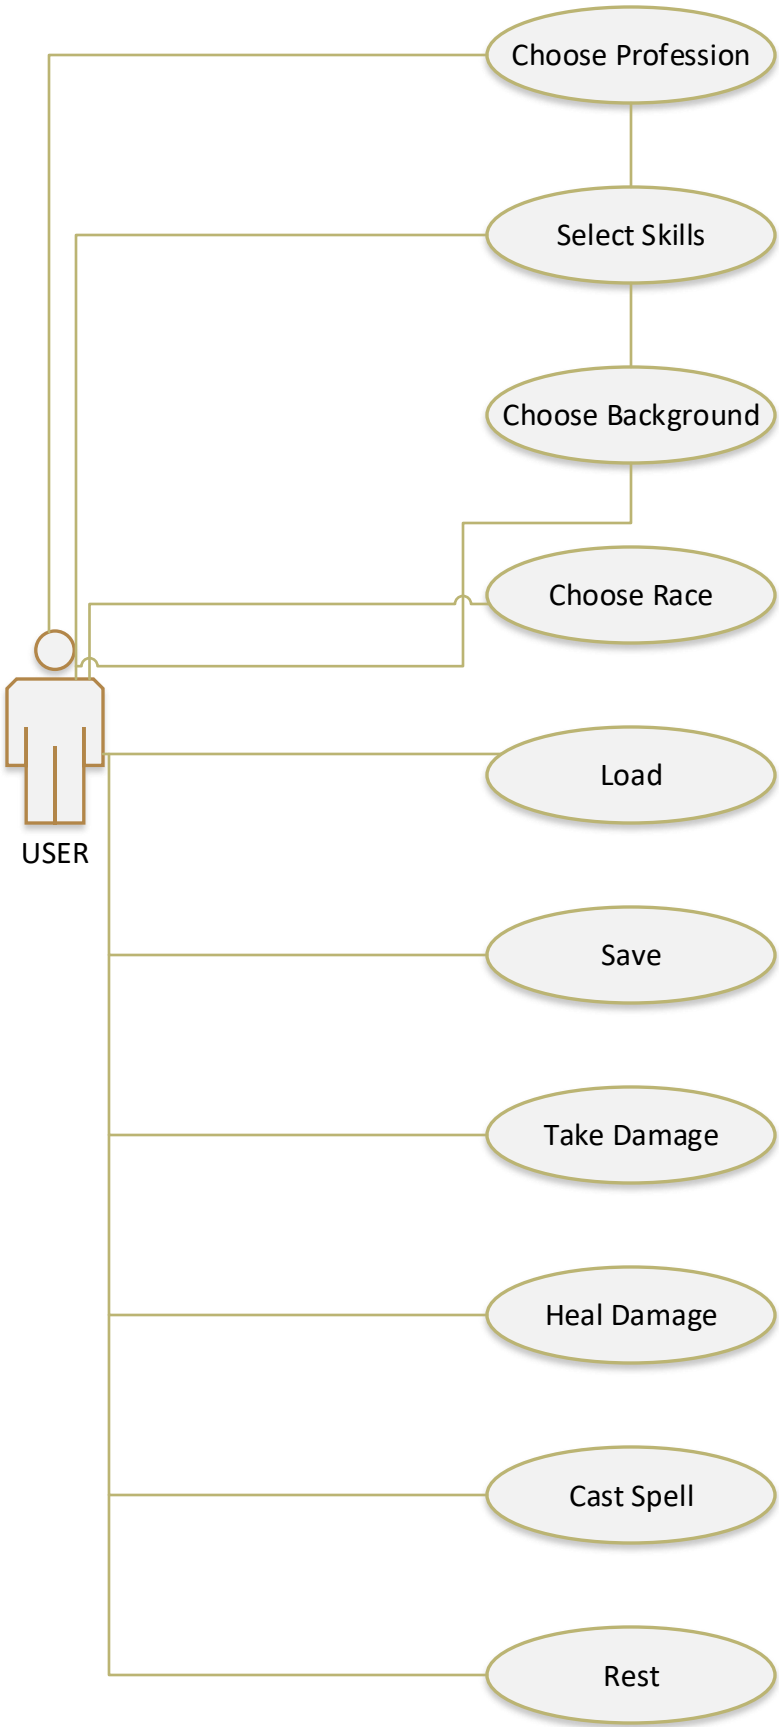 Choose Profession
Select Skills
Choose Background
Choose Race
Load
USER
Save
Take Damage
Heal Damage
Cast Spell
Rest